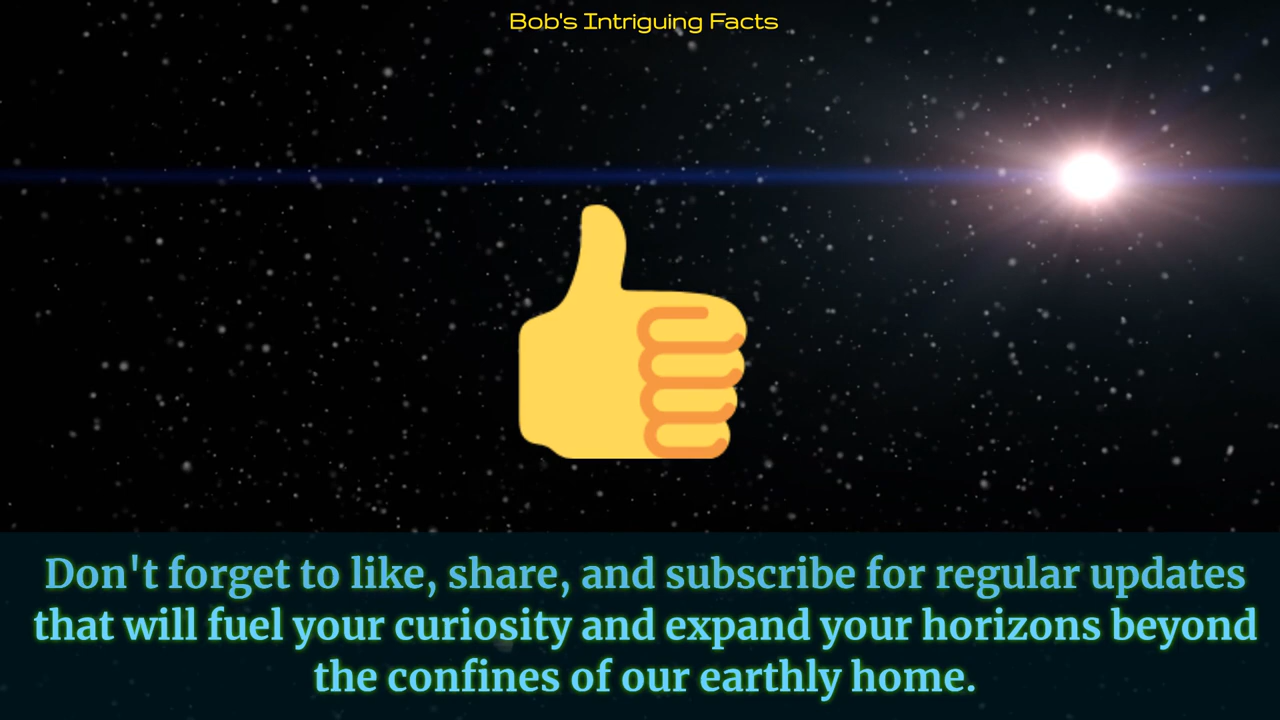 Bob's Intriguing Facts
Don't forget to like, share, and subscribe for regular updates
that will fuel your curiosity and expand your horizons beyond
the confines of our earthly home.